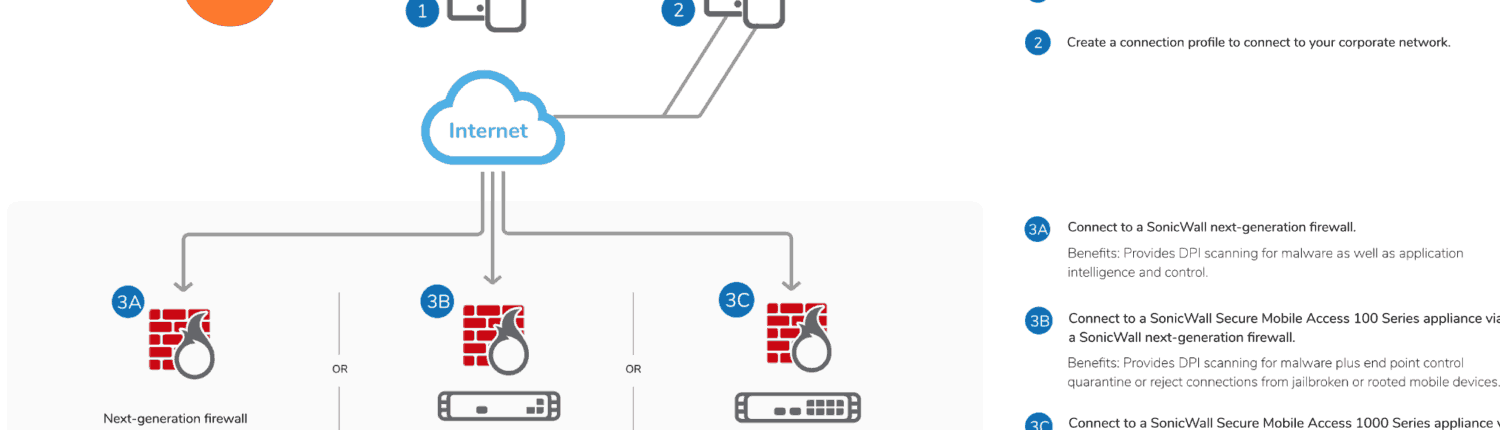 1
2
Internet
3A
3B
3C
OR
OR
Next-generation firewall
2
Create a connection profile to connect to your corporate network.
3A
Connect to a SonicWall next-generation firewall.
Benefits: Provides DPI scanning for malware as well as application
intelligence and control.
3B
Connect to a SonicWall Secure Mobile Access 100 Series appliance via
a SonicWall next-generation firewall.
Benefits: Provides DPI scanning for malware plus end point control
quarantine or reject connections from jailbroken or rooted mobile devices.
3C
Connect to a SonicWall Secure Mobile Access 1000 Series appliance